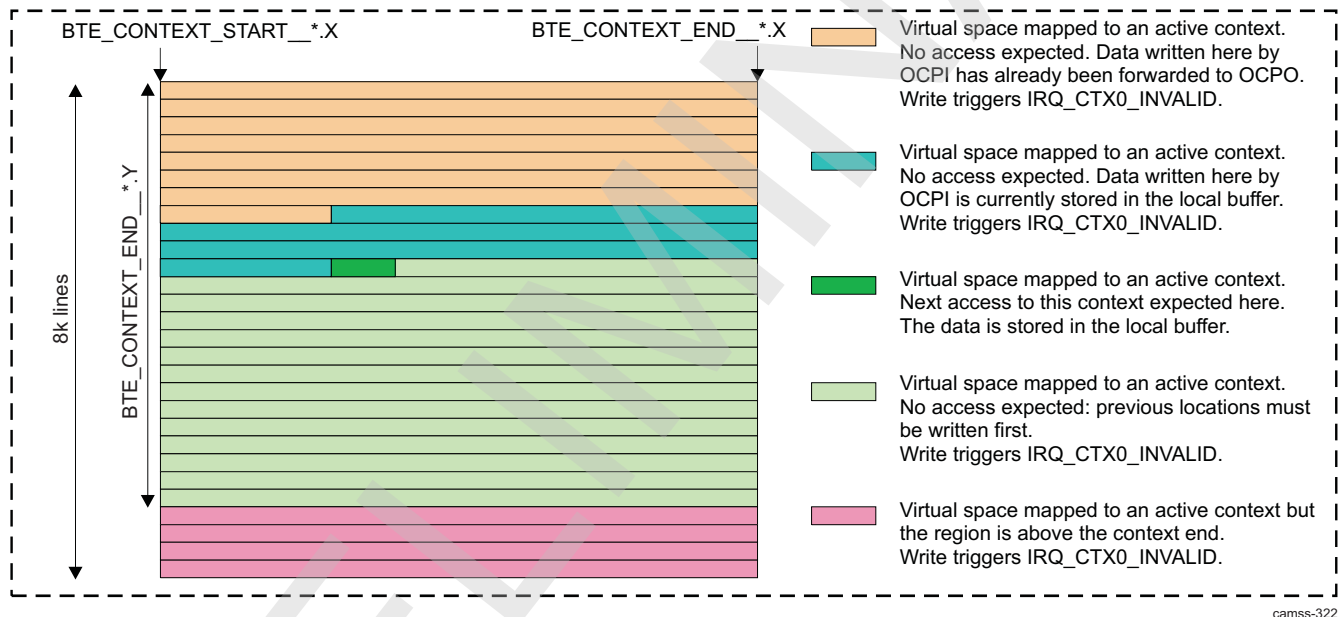 BTE_CONTEXT_START__*.X
BTE_CONTEXT_END__*.X
8k lines
BTE_CONTEXT_END__*.Y
Virtual space mapped to an active context.
No access expected. Data written here by
OCPI has already been forwarded to OCPO.
Write triggers IRQ_CTX0_INVALID.
Virtual space mapped to an active context.
No access expected. Data written here by
OCPI is currently stored in the local buffer.
Write triggers IRQ_CTX0_INVALID.
Virtual space mapped to an active context.
Next access to this context expected here.
The data is stored in the local buffer.
Virtual space mapped to an active context.
No access expected: previous locations must
be written first.
Write triggers IRQ_CTX0_INVALID.
Virtual space mapped to an active context but
the region is above the context end.
Write triggers IRQ_CTX0_INVALID.
camss-322